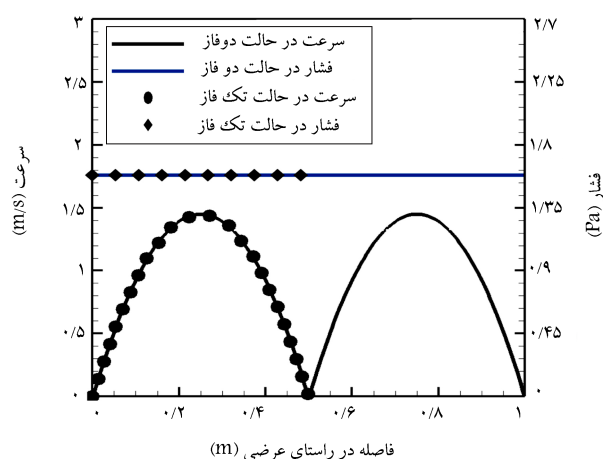 سرعت در حالت دوفاز
فشار در حالت دو فاز
سرعت در حالت تک فاز
فشار در حالت تک فاز
سرعت (m/s)
۳
۲/۵
۲
۱/۵
۱
۰/۵
۰
فشار (Pa)
۲/۷
۲/۲۵
۱/۸
۱/۳۵
۰/۹
۰/۴۵
۰
۰ ۰/۲ ۰/۴ ۰/۶ ۰/۸ ۱
فاصله در راستای عرضی (m)